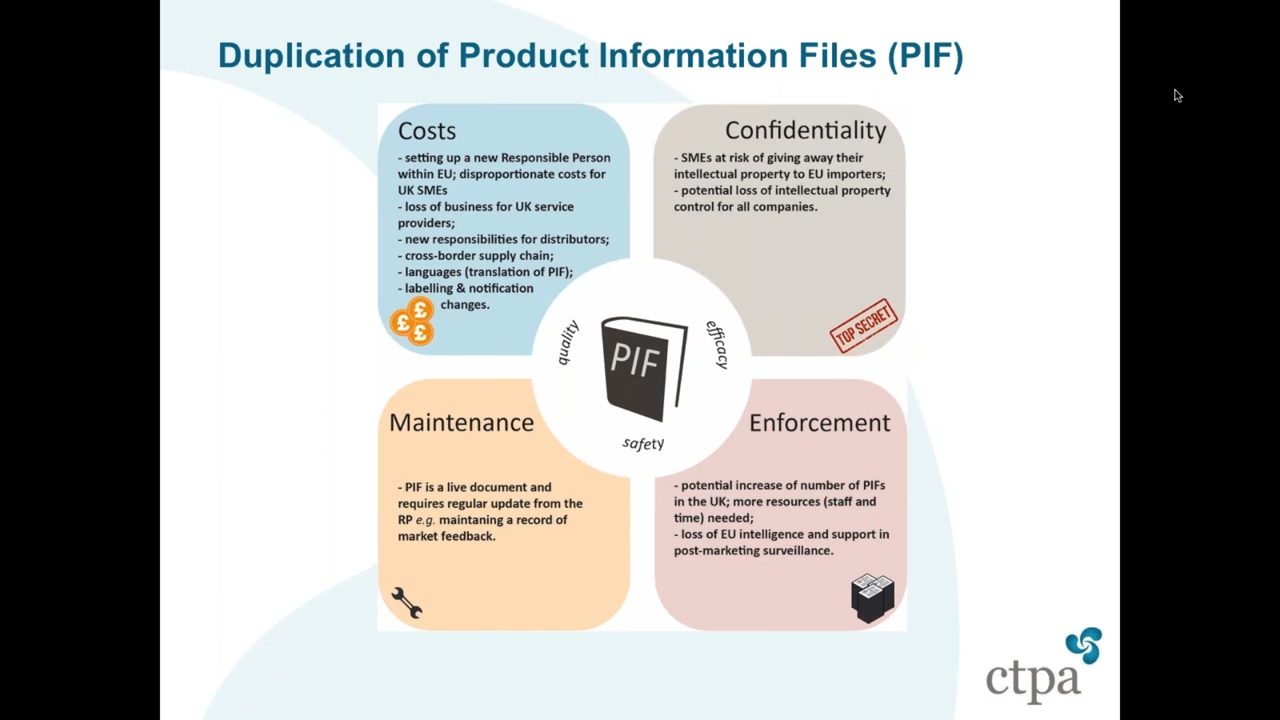 Duplication of Product Information Files (PIF)
Costs
- setting up a new Responsible Person
within EU; disproportionate costs for
UK SMEs
- loss of business for UK service
providers;
- new responsibilities for distributors;
- cross-border supply chain;
- languages (translation of PIF);
- labelling & notification
changes.
Confidentiality
- SMEs at risk of giving away their
intellectual property to EU importers;
- potential loss of intellectual property
control for all companies.
TOP SECRET
quality
PIF
efficacy
safety
Maintenance
- PIF is a live document and
requires regular update from the
RP e.g. maintaning a record of
market feedback.
Enforcement
- potential increase of number of PIFs
in the UK; more resources (staff and
time) needed;
- loss of EU intelligence and support in
post-marketing surveillance.
£
£
£
ctpa